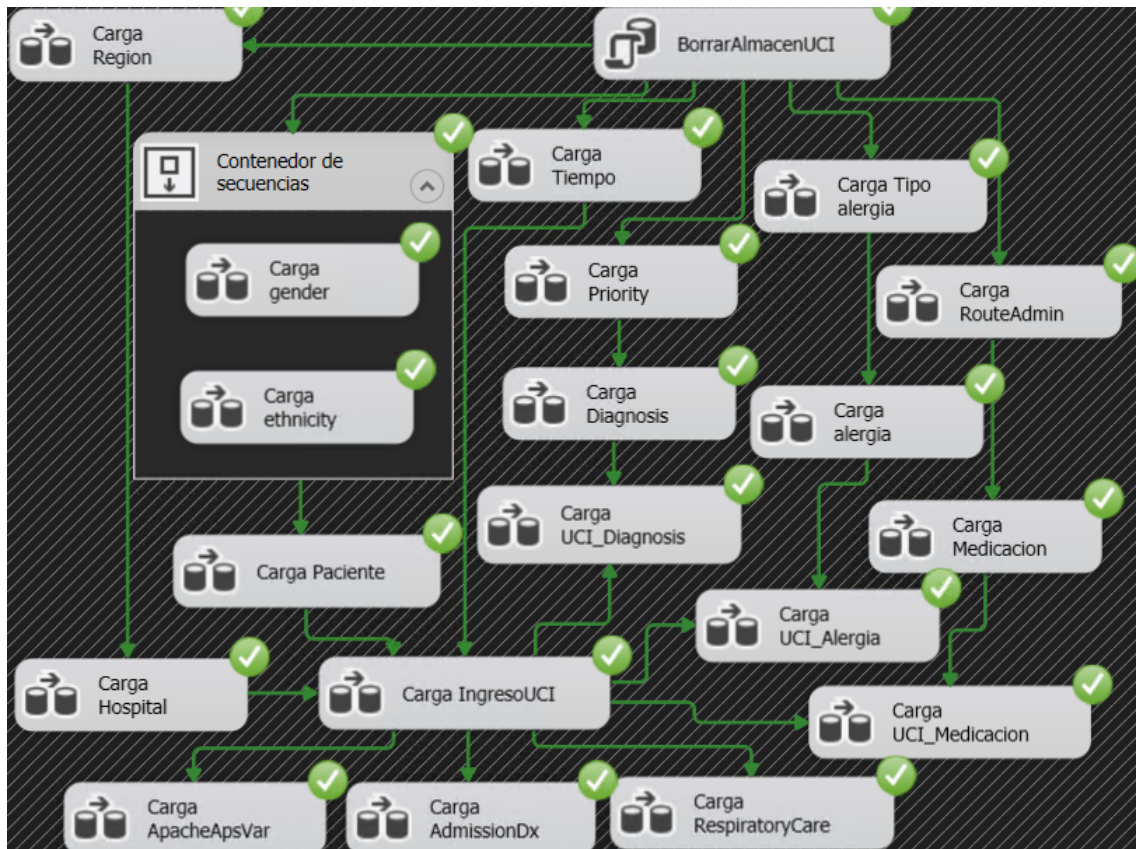 Carga
Region
BorrarAlmacenUCI
Contenedor de
secuencias
Carga
Tiempo
Carga Tipo
alergia
Carga
gender
Carga
Priority
Carga
RouteAdmin
Carga
ethnicity
Carga
Diagnosis
Carga
alergia
Carga
UCI_Diagnosis
Carga
Medicacion
Carga Paciente
Carga
UCI_Alergia
Carga
Hospital
Carga IngresoUCI
Carga
UCI_Medicacion
Carga
ApacheApsVar
Carga
AdmissionDx
Carga
RespiratoryCare